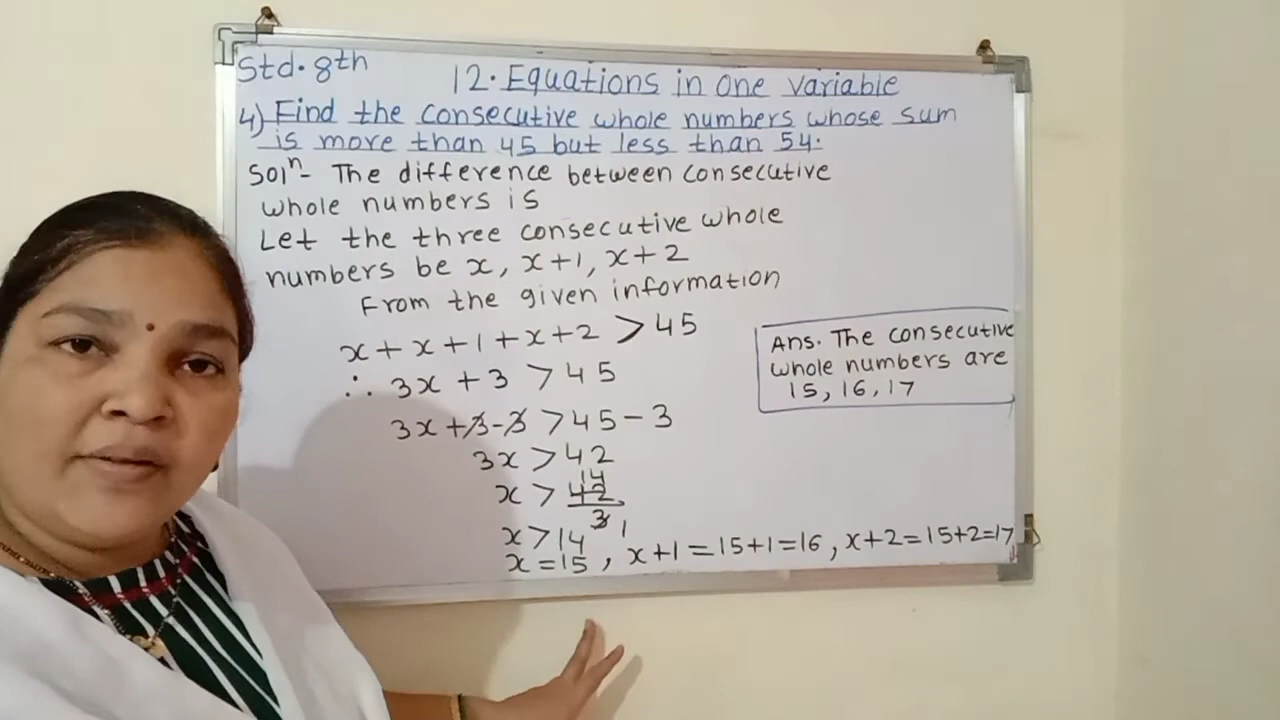 Std. 8th
12. Equations in one variable
4) Find the consecutive whole numbers whose sum
is more than 45 but less than 54.
Solⁿ- The difference between consecutive
whole numbers is
Let the three consecutive whole
numbers be x, x+1, x+2
From the given information
x + x + 1 + x + 2 > 45
∴ 3x + 3 > 45
3x + 3 - 3 > 45 - 3
3x > 42
14
x > 42
3 1
x > 14
x = 15 , x+1 = 15+1 = 16 , x+2 = 15+2 = 17
Ans. The consecutive
whole numbers are
15, 16, 17